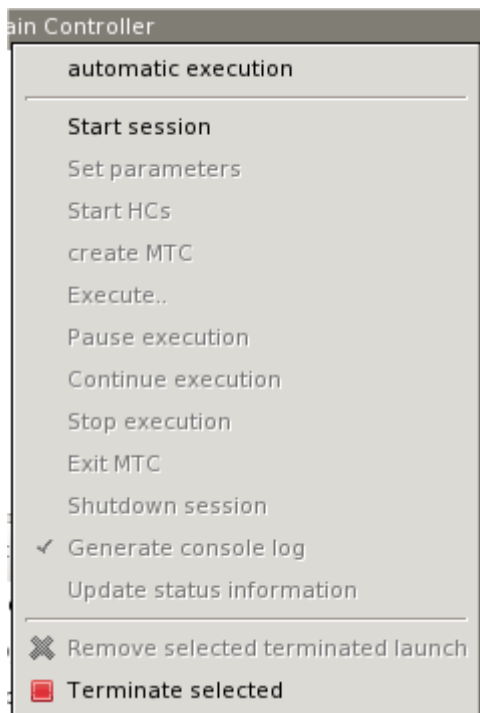 ain Controller
automatic execution
Start session
Set parameters
Start HCs
create MTC
Execute..
Pause execution
Continue execution
Stop execution
Exit MTC
Shutdown session
Generate console log
Update status information
Remove selected terminated launch
Terminate selected